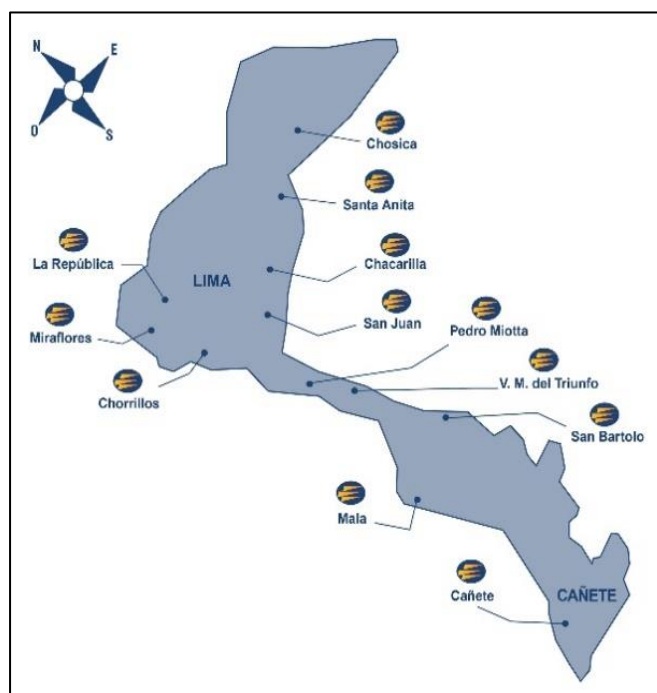 N
E
O
S
Chosica
Santa Anita
La República
Chacarilla
LIMA
San Juan
Miraflores
Pedro Miotta
V. M. del Triunfo
Chorrillos
San Bartolo
Mala
Cañete
CAÑETE